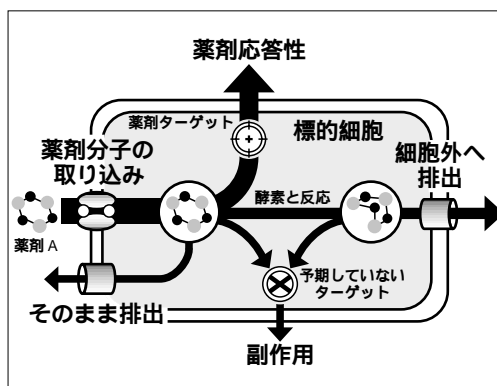 薬剤応答性
薬剤ターゲット
標的細胞
薬剤分子の
取り込み
細胞外へ
排出
酵素と反応
薬剤 A
予期していない
ターゲット
そのまま排出
副作用